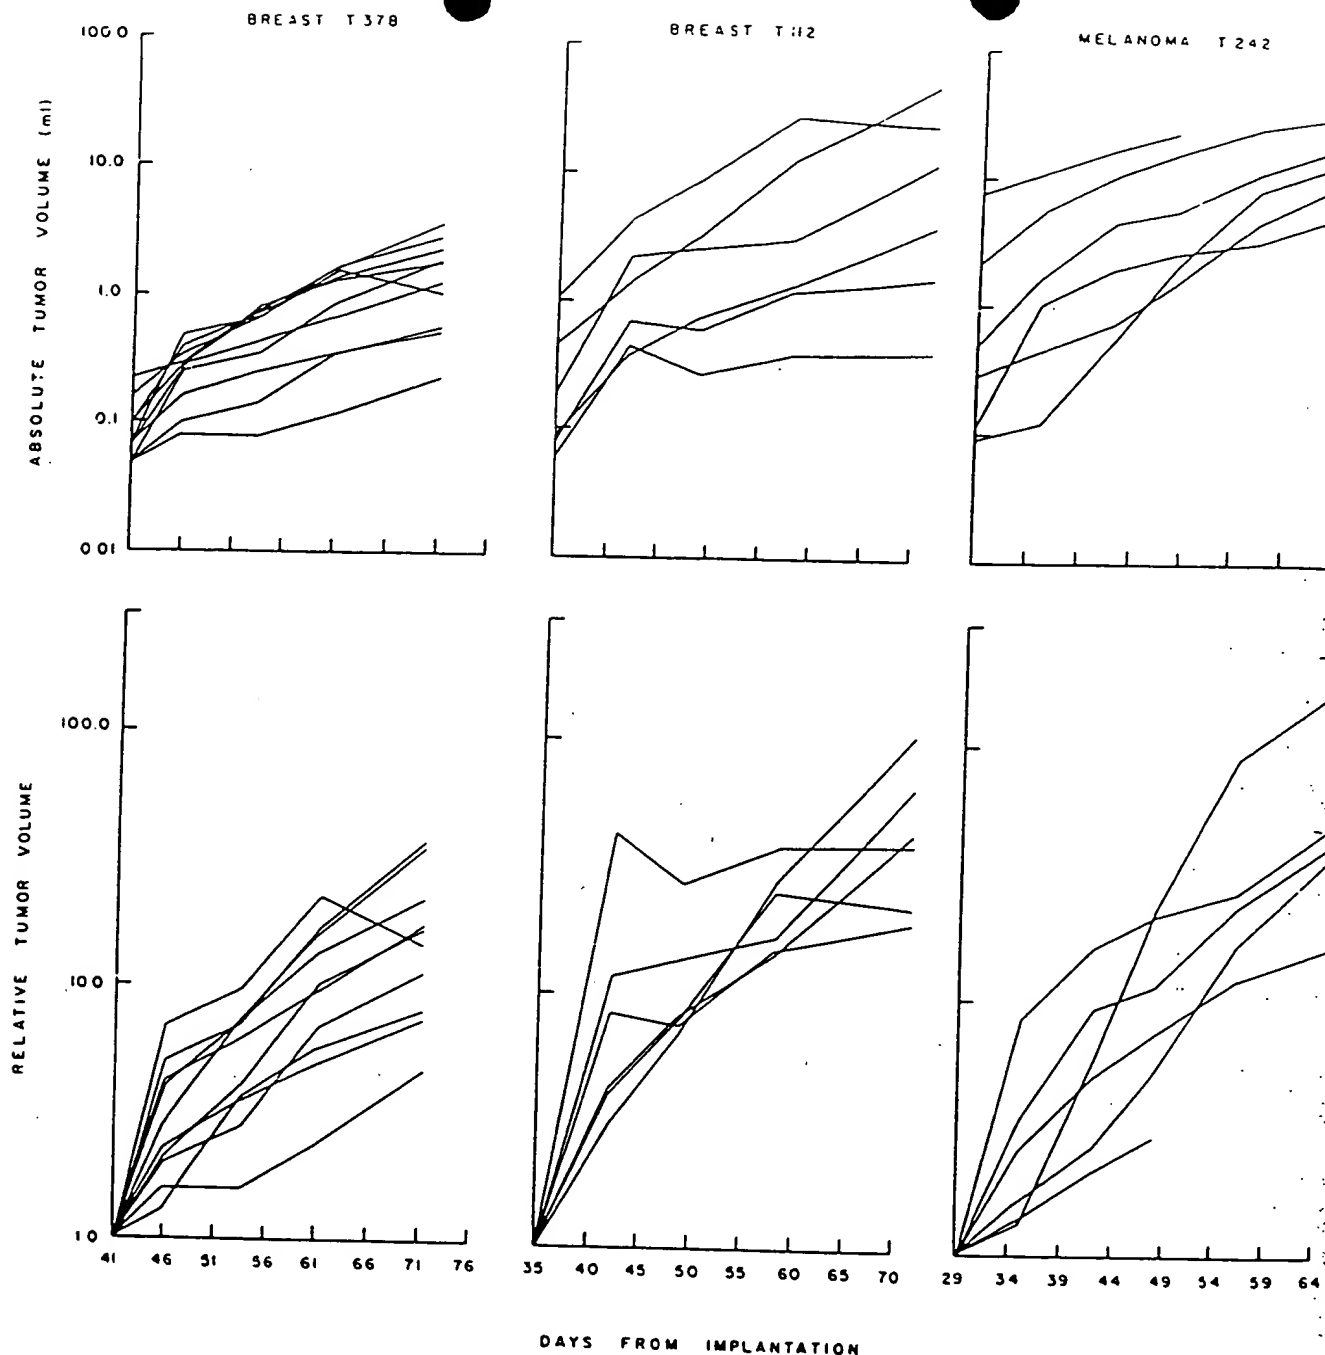 BREAST T378
BREAST T112
MELANOMA T242
ABSOLUTE TUMOR VOLUME (ml)
100.0
10.0
1.0
0.1
0.01
RELATIVE TUMOR VOLUME
100.0
10.0
1.0
41 46 51 56 61 66 71 76
35 40 45 50 55 60 65 70
29 34 39 44 49 54 59 64
DAYS FROM IMPLANTATION